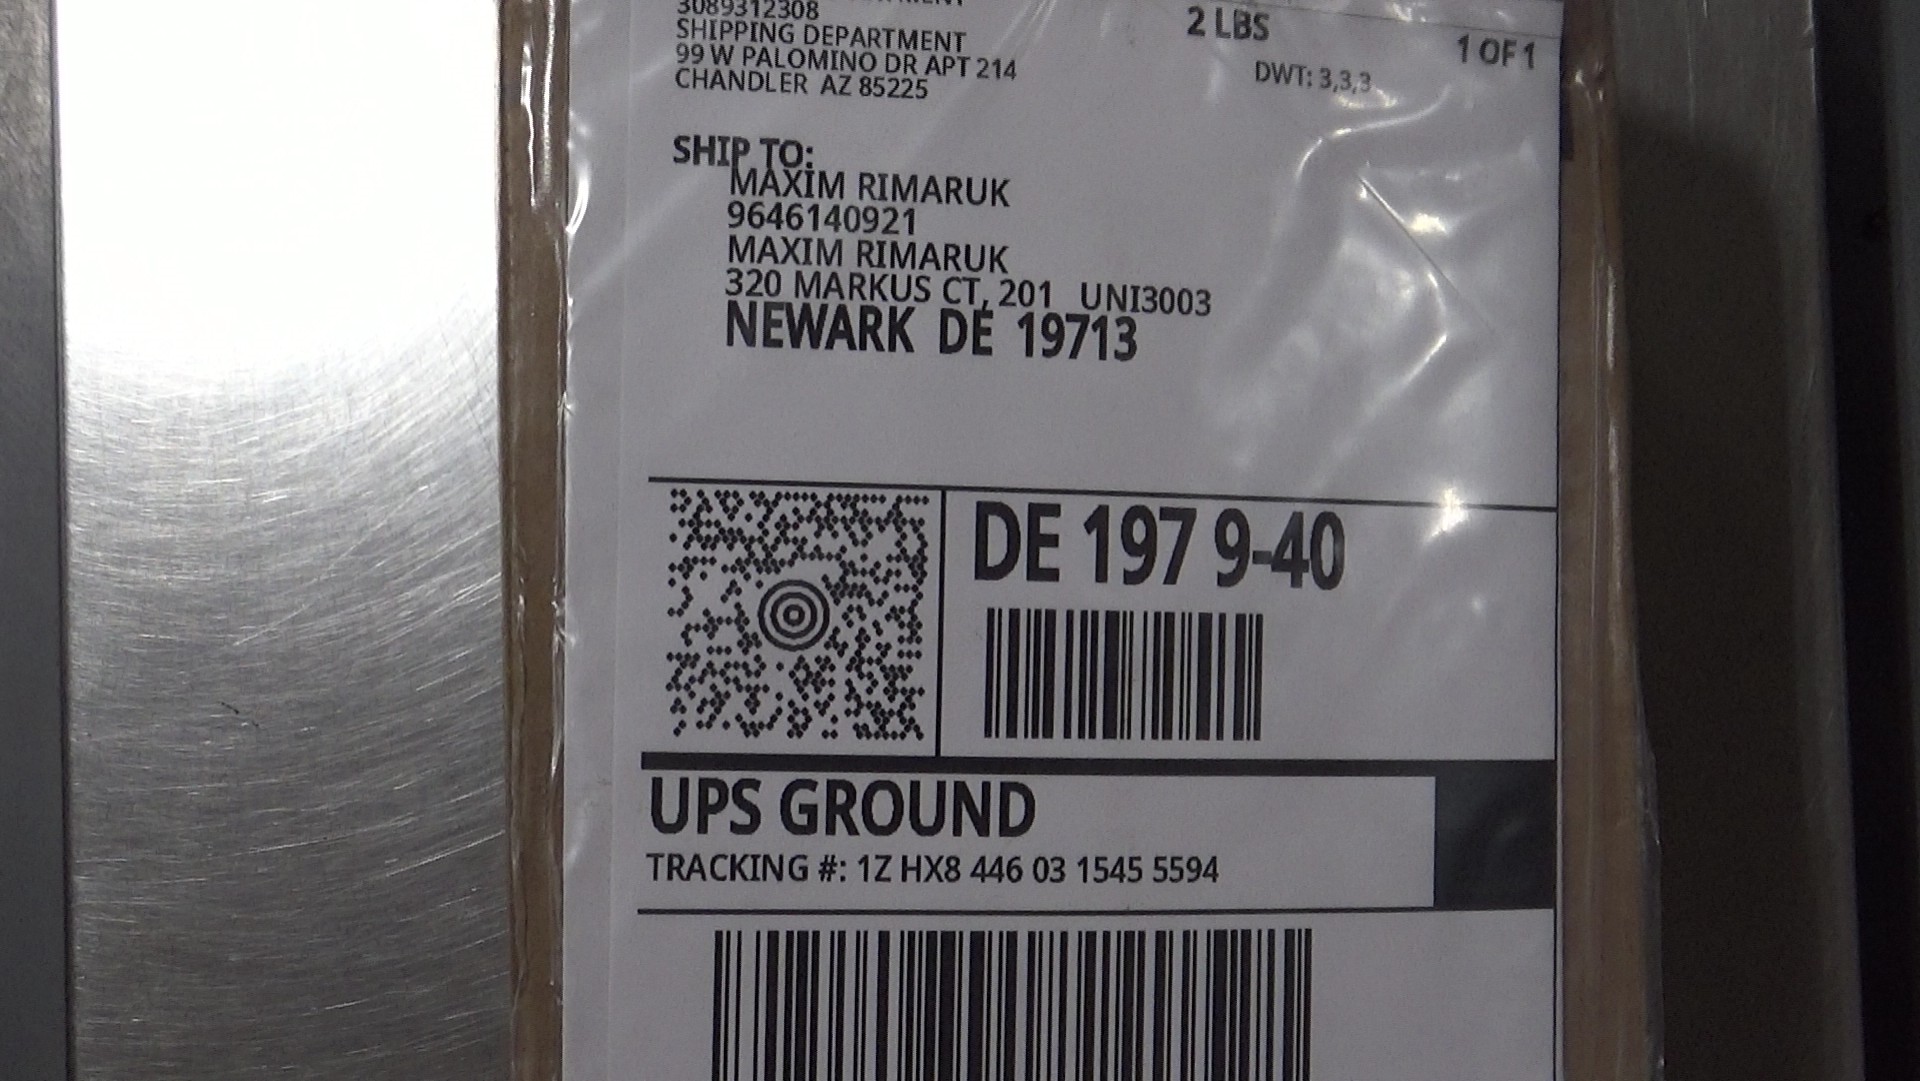 3089312308
SHIPPING DEPARTMENT
99 W PALOMINO DR APT 214
CHANDLER AZ 85225
2 LBS
1 OF 1
DWT: 3,3,3
SHIP TO:
MAXIM RIMARUK
9646140921
MAXIM RIMARUK
320 MARKUS CT, 201 UNI3003
NEWARK DE 19713
DE 197 9-40
UPS GROUND
TRACKING #: 1Z HX8 446 03 1545 5594